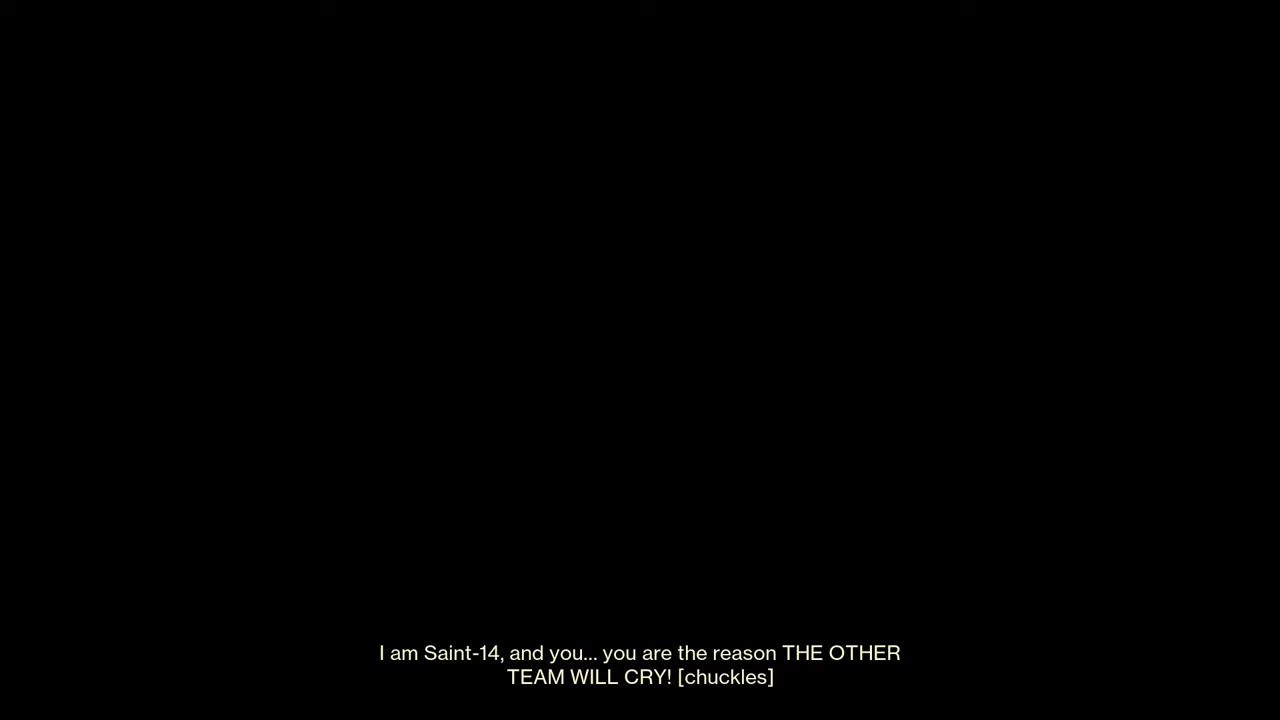 I am Saint-14, and you... you are the reason THE OTHER
TEAM WILL CRY! [chuckles]